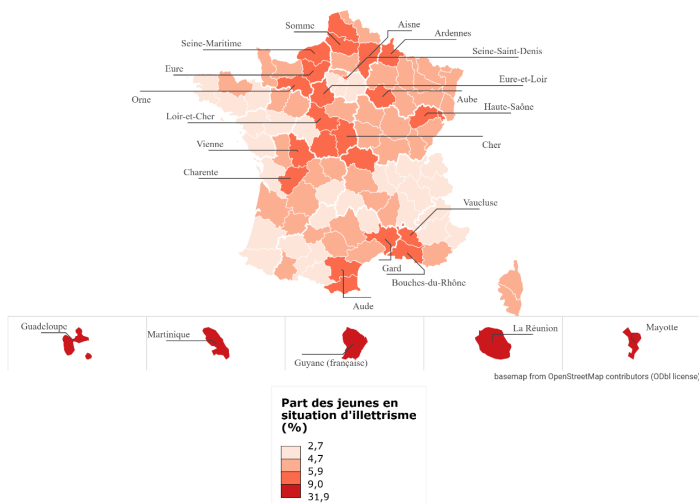 Somme
Aisne
Ardennes
Seine-Maritime
Seine-Saint-Denis
Eure
Eure-et-Loir
Orne
Aube
Haute-Saône
Loir-et-Cher
Vienne
Cher
Charente
Vaucluse
Gard
Bouches-du-Rhône
Aude
Guadeloupe
Martinique
Guyane (française)
La Réunion
Mayotte
basemap from OpenStreetMap contributors (ODbl license)
Part des jeunes en
situation d'illettrisme
(%)
2,7
4,7
5,9
9,0
31,9